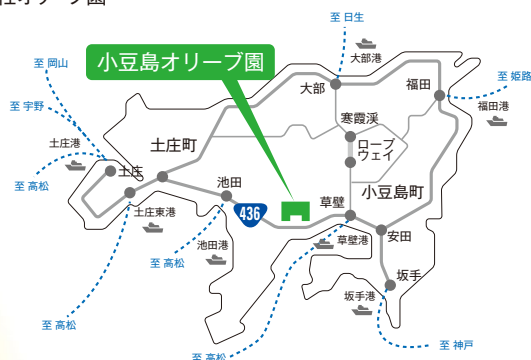 至 日生
大部港
至 岡山
小豆島オリーブ園
大部
福田
至 姫路
至 宇野
福田港
寒霞渓
土庄港
土庄町
ロープ
ウェイ
土庄
至 高松
池田
小豆島町
土庄東港
436
草壁
草壁港
安田
池田港
至 高松
坂手
坂手港
至 高松
至 神戸
至 高松